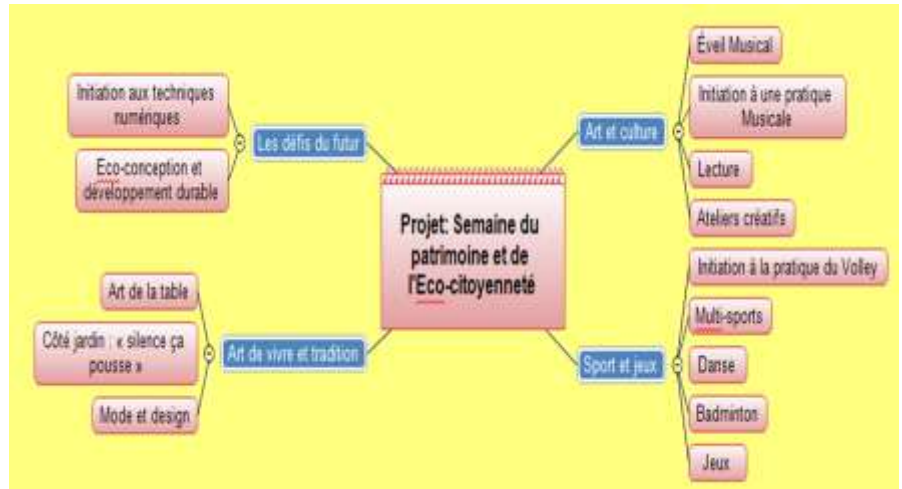 Projet: Semaine du
patrimoine et de
l'Eco-citoyenneté
Les défis du futur
Initiation aux techniques
numériques
Eco-conception et
développement durable
Art de vivre et tradition
Art de la table
Côté jardin : « silence ça
pousse »
Mode et design
Art et culture
Éveil Musical
Initiation à une pratique
Musicale
Lecture
Ateliers créatifs
Sport et jeux
Initiation à la pratique du Volley
Multi-sports
Danse
Badminton
Jeux